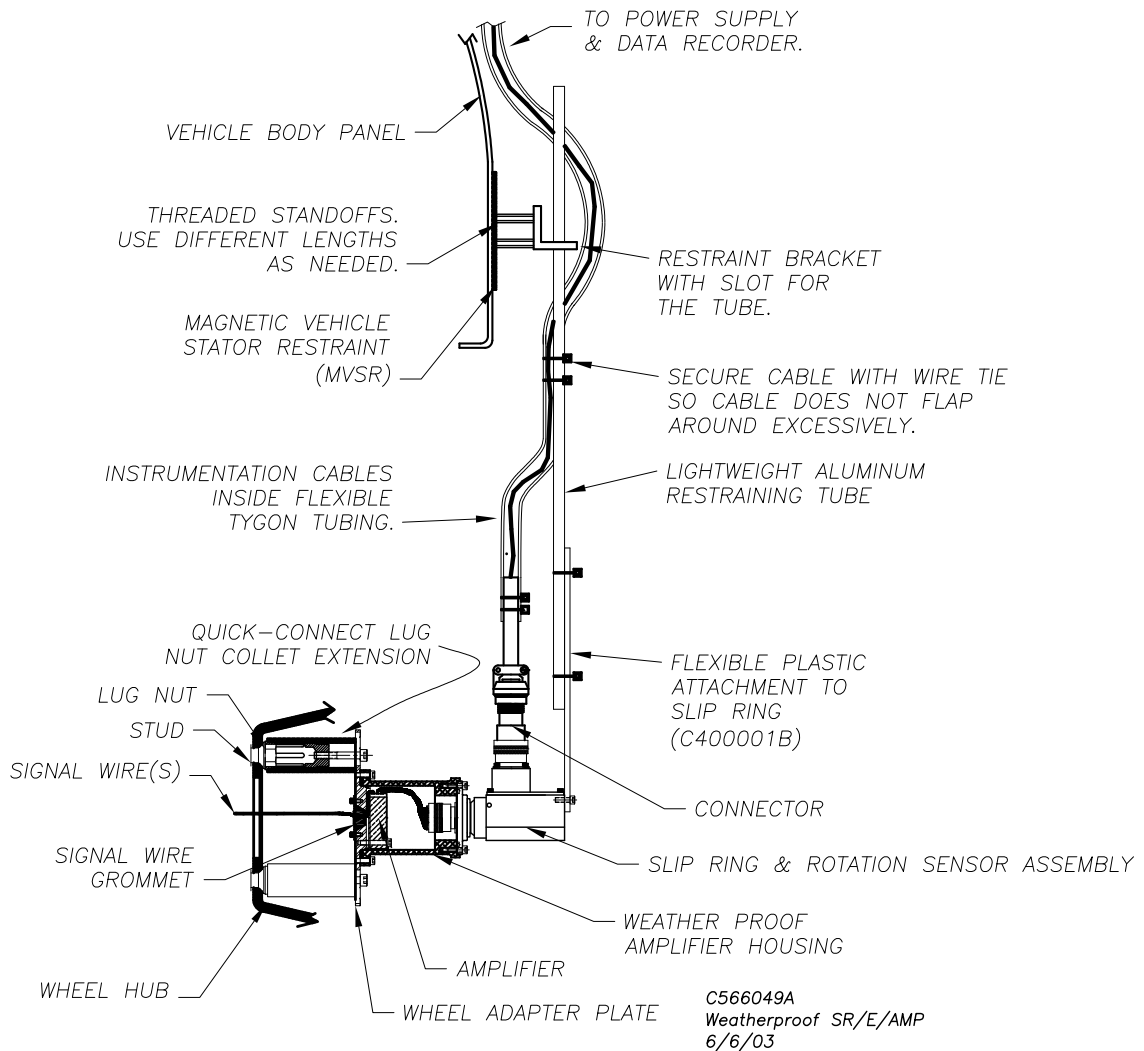 TO POWER SUPPLY
& DATA RECORDER.
VEHICLE BODY PANEL
THREADED STANDOFFS.
USE DIFFERENT LENGTHS
AS NEEDED.
RESTRAINT BRACKET
WITH SLOT FOR
THE TUBE.
MAGNETIC VEHICLE
STATOR RESTRAINT
(MVSR)
SECURE CABLE WITH WIRE TIE
SO CABLE DOES NOT FLAP
AROUND EXCESSIVELY.
INSTRUMENTATION CABLES
INSIDE FLEXIBLE
TYGON TUBING.
LIGHTWEIGHT ALUMINUM
RESTRAINING TUBE
QUICK-CONNECT LUG
NUT COLLET EXTENSION
FLEXIBLE PLASTIC
ATTACHMENT TO
SLIP RING
(C400001B)
LUG NUT
STUD
SIGNAL WIRE(S)
CONNECTOR
SIGNAL WIRE
GROMMET
SLIP RING & ROTATION SENSOR ASSEMBLY
WEATHER PROOF
AMPLIFIER HOUSING
AMPLIFIER
WHEEL HUB
WHEEL ADAPTER PLATE
C566049A
Weatherproof SR/E/AMP
6/6/03